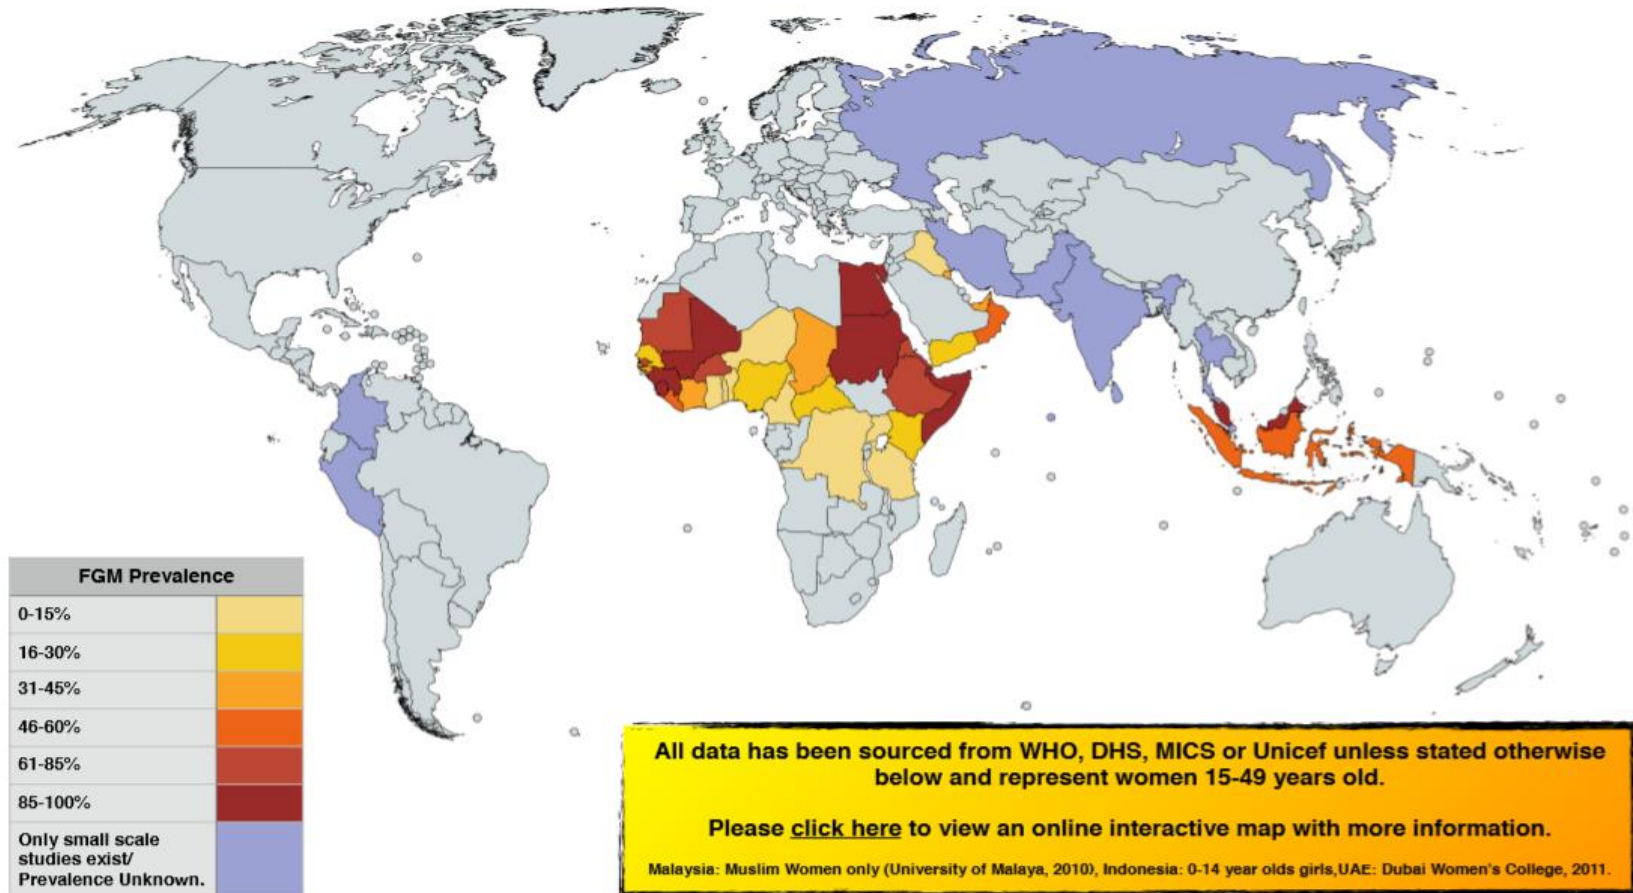 FGM Prevalence
0-15%
16-30%
31-45%
46-60%
61-85%
85-100%
Only small scale
studies exist/
Prevalence Unknown.
All data has been sourced from WHO, DHS, MICS or Unicef unless stated otherwise
below and represent women 15-49 years old.
Please click here to view an online interactive map with more information.
Malaysia: Muslim Women only (University of Malaya, 2010), Indonesia: 0-14 year olds girls,UAE: Dubai Women's College, 2011.